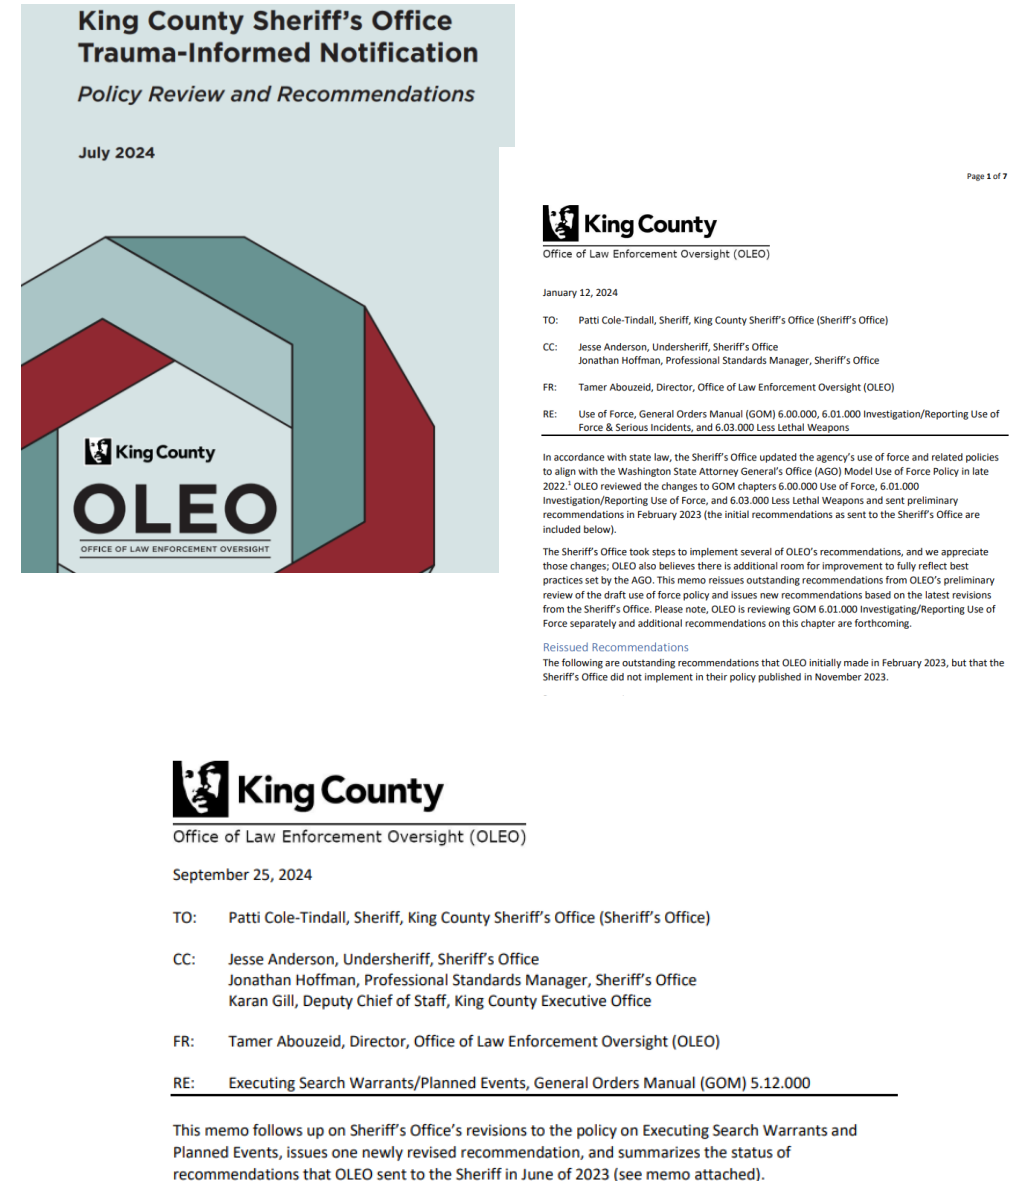 King County Sheriff's Office
Trauma-Informed Notification
Policy Review and Recommendations
July 2024
King County
OLEO
OFFICE OF LAW ENFORCEMENT OVERSIGHT
Page 1 of 7
King County
Office of Law Enforcement Oversight (OLEO)
January 12, 2024
TO: Patti Cole-Tindall, Sheriff, King County Sheriff's Office (Sheriff's Office)
CC: Jesse Anderson, Undersheriff, Sheriff's Office
Jonathan Hoffman, Professional Standards Manager, Sheriff's Office
FR: Tamer Abouzeid, Director, Office of Law Enforcement Oversight (OLEO)
RE: Use of Force, General Orders Manual (GOM) 6.00.000, 6.01.000 Investigation/Reporting Use of
Force & Serious Incidents, and 6.03.000 Less Lethal Weapons
In accordance with state law, the Sheriff's Office updated the agency's use of force and related policies
to align with the Washington State Attorney General's Office (AGO) Model Use of Force Policy in late
2022.¹ OLEO reviewed the changes to GOM chapters 6.00.000 Use of Force, 6.01.000
Investigation/Reporting Use of Force, and 6.03.000 Less Lethal Weapons and sent preliminary
recommendations in February 2023 (the initial recommendations as sent to the Sheriff's Office are
included below).
The Sheriff's Office took steps to implement several of OLEO's recommendations, and we appreciate
those changes; OLEO also believes there is additional room for improvement to fully reflect best
practices set by the AGO. This memo reissues outstanding recommendations from OLEO's preliminary
review of the draft use of force policy and issues new recommendations based on the latest revisions
from the Sheriff's Office. Please note, OLEO is reviewing GOM 6.01.000 Investigating/Reporting Use of
Force separately and additional recommendations on this chapter are forthcoming.
Reissued Recommendations
The following are outstanding recommendations that OLEO initially made in February 2023, but that the
Sheriff's Office did not implement in their policy published in November 2023.
King County
Office of Law Enforcement Oversight (OLEO)
September 25, 2024
TO: Patti Cole-Tindall, Sheriff, King County Sheriff's Office (Sheriff's Office)
CC: Jesse Anderson, Undersheriff, Sheriff's Office
Jonathan Hoffman, Professional Standards Manager, Sheriff's Office
Karan Gill, Deputy Chief of Staff, King County Executive Office
FR: Tamer Abouzeid, Director, Office of Law Enforcement Oversight (OLEO)
RE: Executing Search Warrants/Planned Events, General Orders Manual (GOM) 5.12.000
This memo follows up on Sheriff's Office's revisions to the policy on Executing Search Warrants and
Planned Events, issues one newly revised recommendation, and summarizes the status of
recommendations that OLEO sent to the Sheriff in June of 2023 (see memo attached).